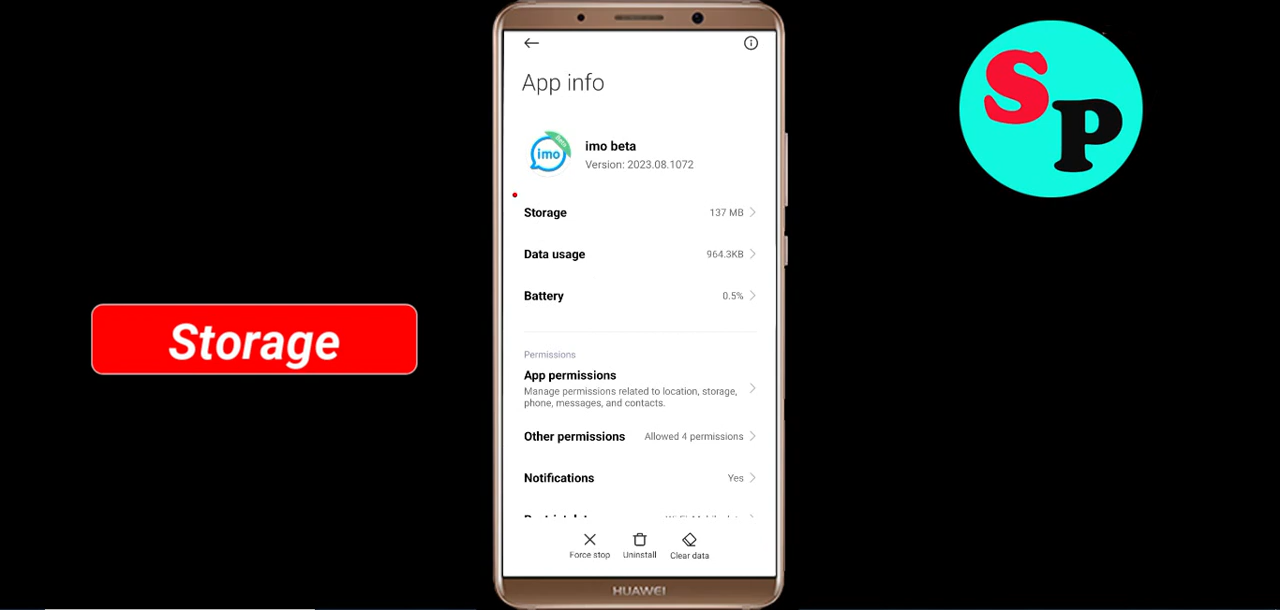 App info
imo
imo beta
Version: 2023.08.1072
Storage 137 MB
Data usage 964.3KB
Battery 0.5%
Permissions
App permissions
Manage permissions related to location, storage,
phone, messages, and contacts.
Other permissions Allowed 4 permissions
Notifications Yes
Force stop Uninstall Clear data
HUAWEI
Storage
SP